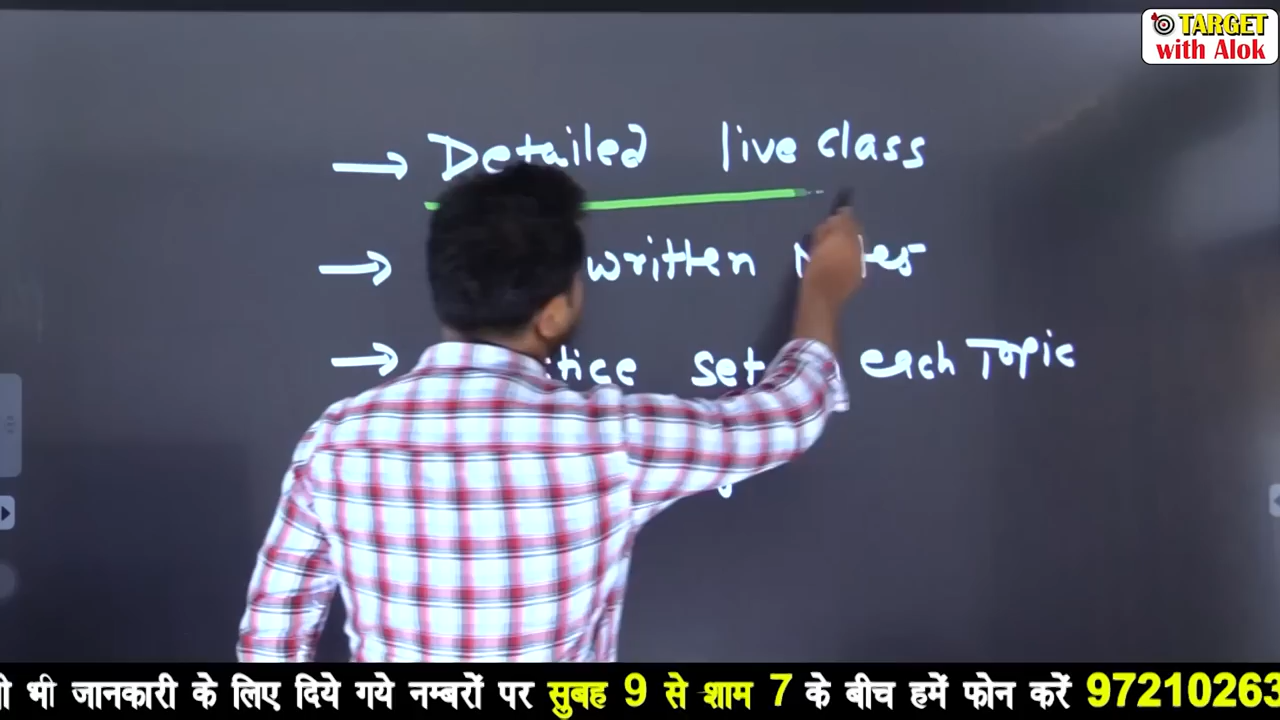 TARGET
with Alok
→ Detailed live class
→ written
→ set each Topic
भी जानकारी के लिए दिये गये नम्बरों पर सुबह 9 से शाम 7 के बीच हमें फोन करें 97210263